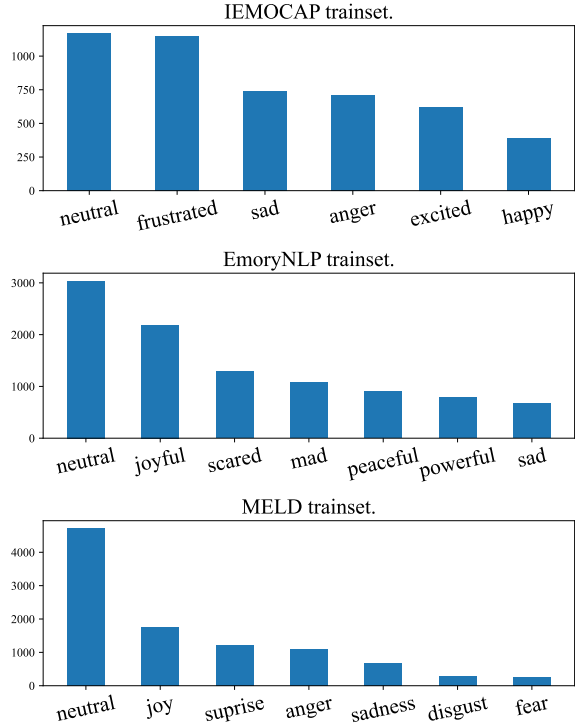 IEMOCAP trainset.
1000
750
500
250
0
neutral frustrated sad anger excited happy
EmoryNLP trainset.
3000
2000
1000
0
neutral joyful scared mad peaceful powerful sad
MELD trainset.
4000
3000
2000
1000
0
neutral joy suprise anger sadness disgust fear